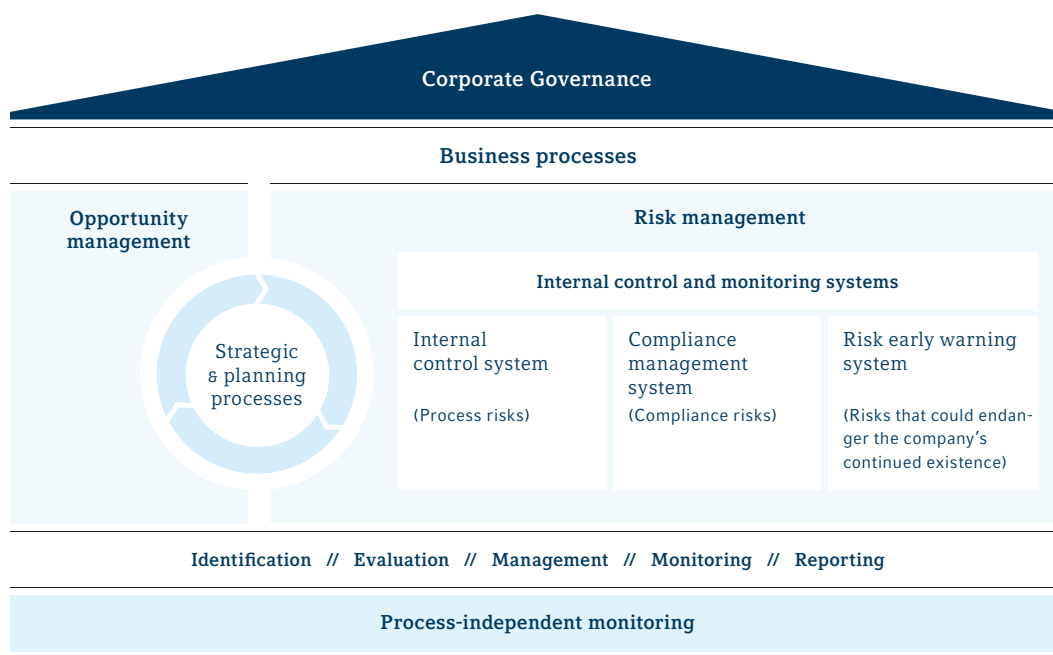 Corporate Governance
Business processes
Opportunity
management
Risk management
Internal control and monitoring systems
Strategic
& planning
processes
Internal
control system
(Process risks)
Compliance
management
system
(Compliance risks)
Risk early warning
system
(Risks that could endan-
ger the company’s
continued existence)
Identification // Evaluation // Management // Monitoring // Reporting
Process-independent monitoring